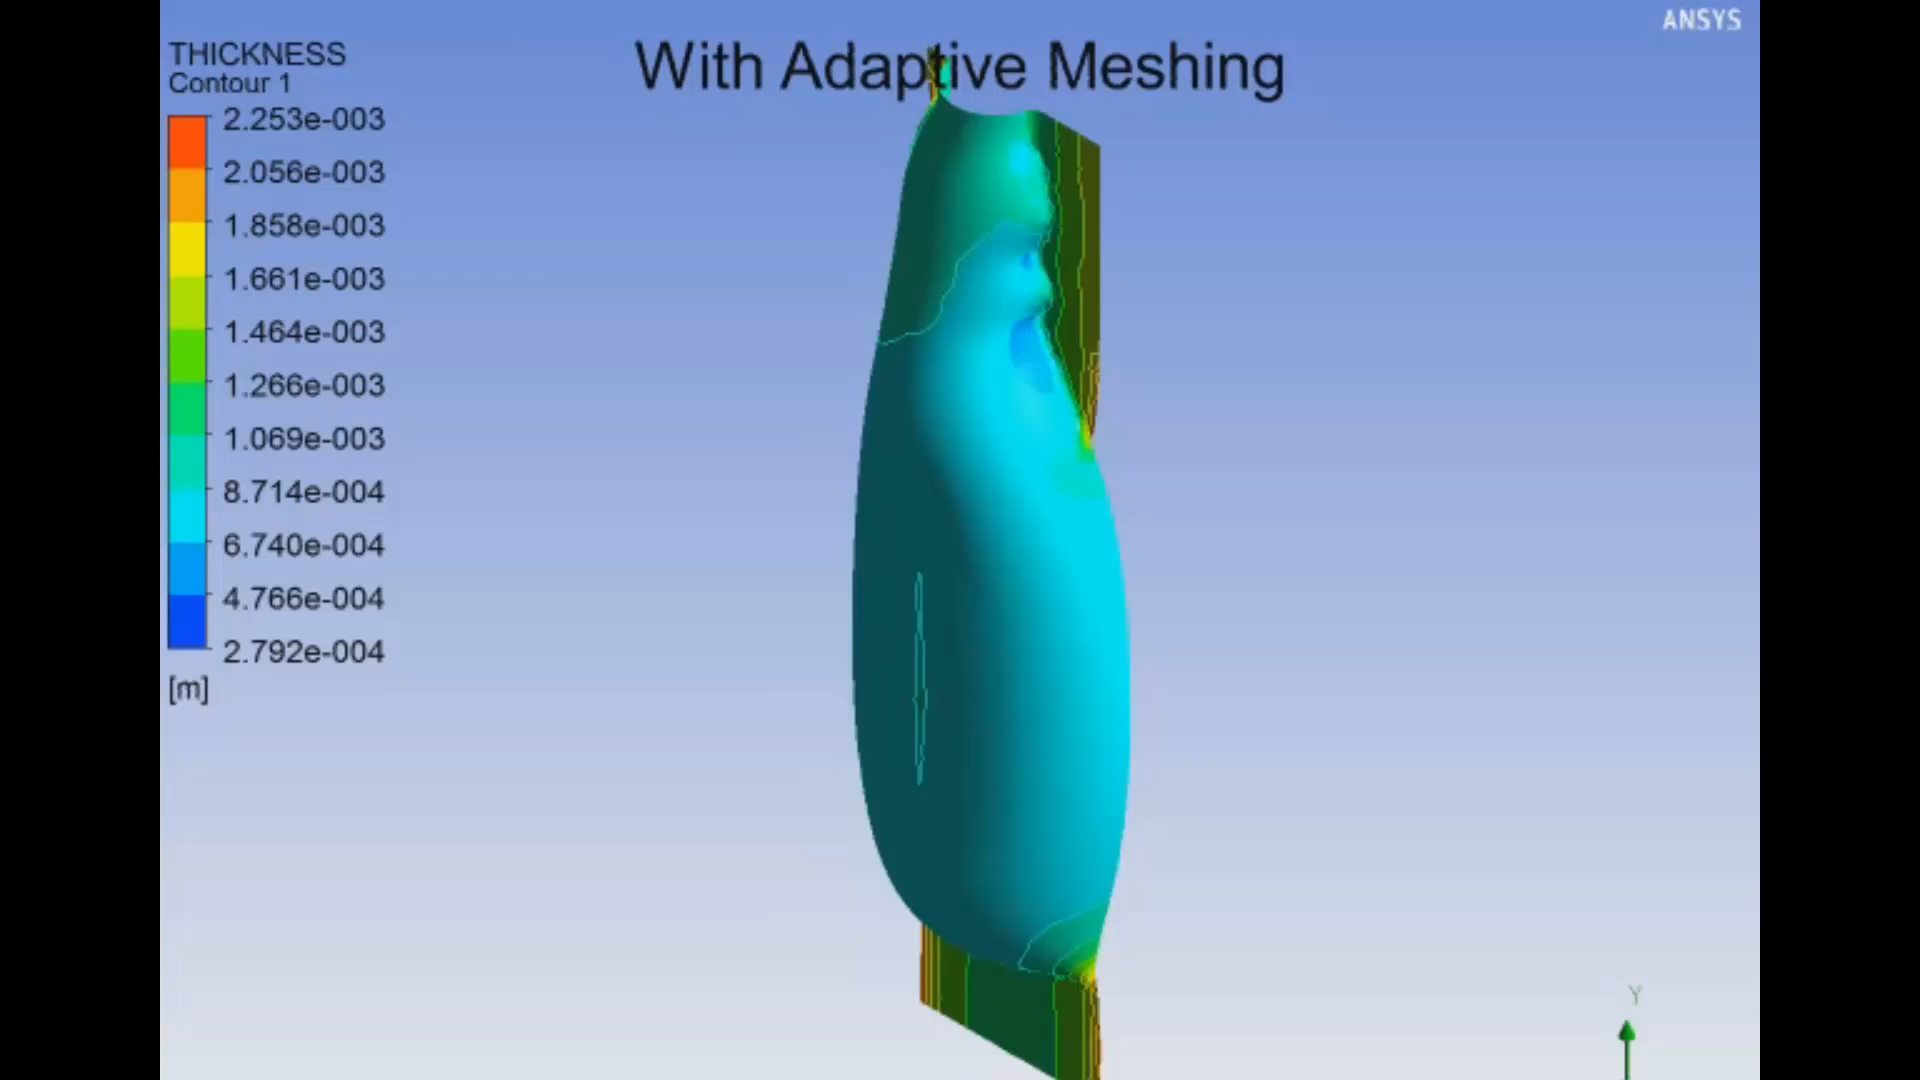 ANSYS
With Adaptive Meshing
THICKNESS
Contour 1
2.253e-003
2.056e-003
1.858e-003
1.661e-003
1.464e-003
1.266e-003
1.069e-003
8.714e-004
6.740e-004
4.766e-004
2.792e-004
[m]
Y